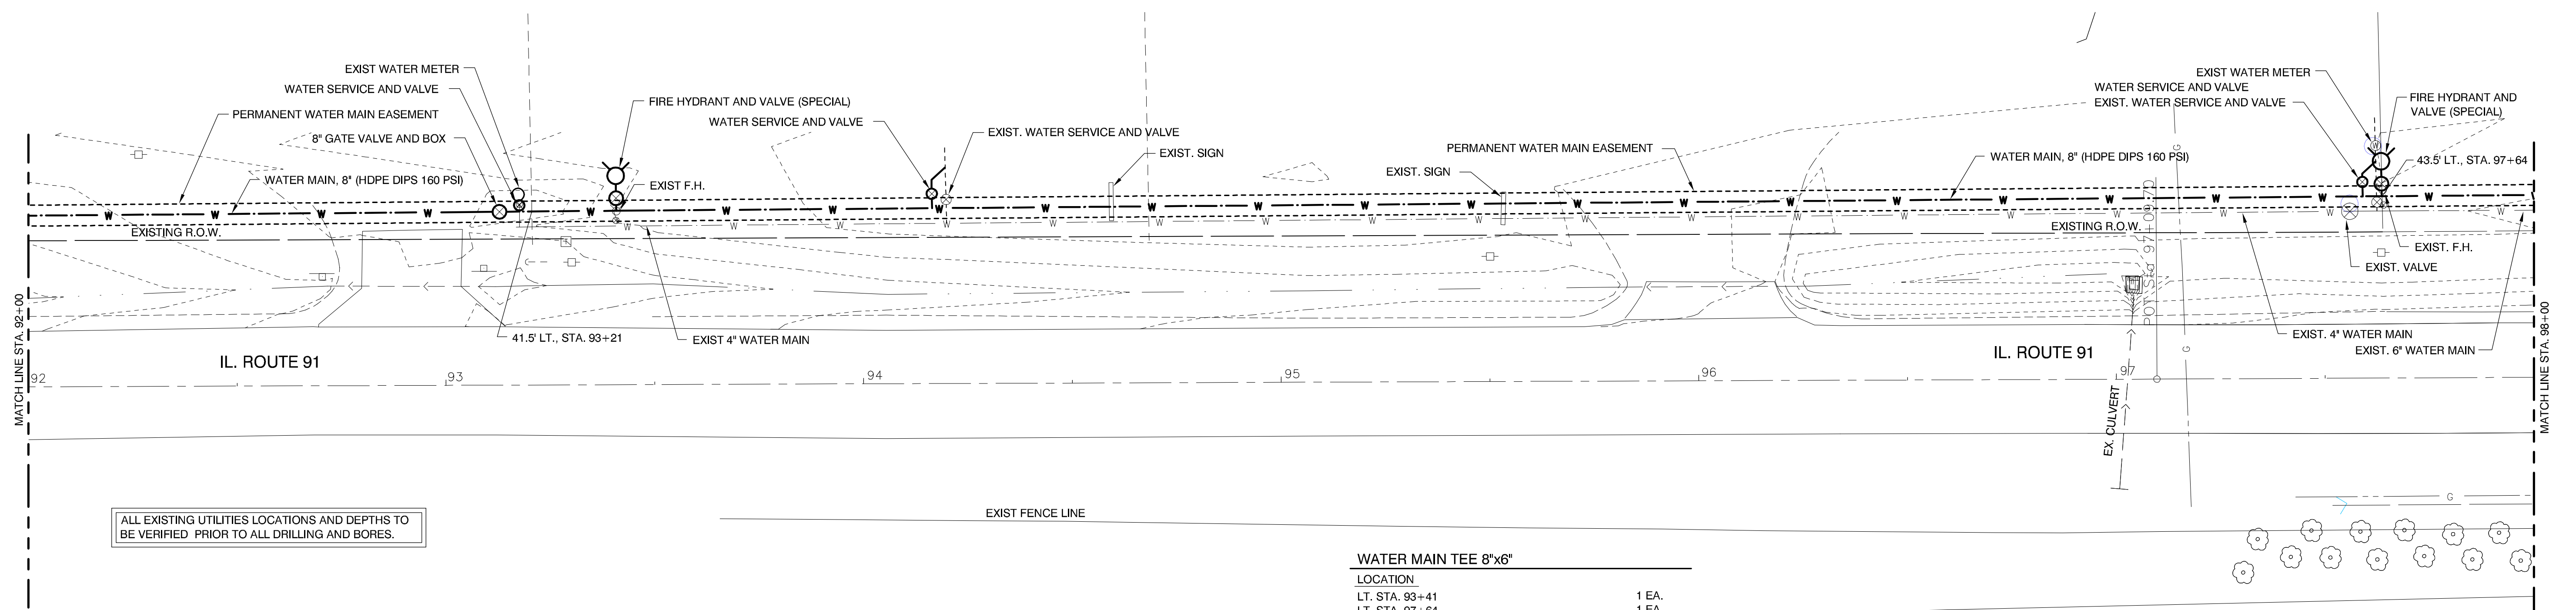 EXIST WATER METER
WATER SERVICE AND VALVE
PERMANENT WATER MAIN EASEMENT
8" GATE VALVE AND BOX
WATER MAIN, 8" (HDPE DIPS 160 PSI)
FIRE HYDRANT AND VALVE (SPECIAL)
WATER SERVICE AND VALVE
EXIST F.H.
EXIST. WATER SERVICE AND VALVE
EXIST. SIGN
EXIST. SIGN
PERMANENT WATER MAIN EASEMENT
WATER MAIN, 8" (HDPE DIPS 160 PSI)
EXIST WATER METER
WATER SERVICE AND VALVE
EXIST. WATER SERVICE AND VALVE
FIRE HYDRANT AND
VALVE (SPECIAL)
43.5' LT., STA. 97+64
W W W W W W W W W W W W W W W W W W W W W W W
W W W W W W W W W W W W W W W W W
W
G
EXISTING R.O.W.
EXISTING R.O.W.
EXIST. F.H.
EXIST. VALVE
41.5' LT., STA. 93+21
EXIST 4" WATER MAIN
EXIST. 4" WATER MAIN
EXIST. 6" WATER MAIN
G
MATCH LINE STA. 92+00
MATCH LINE STA. 98+00
IL. ROUTE 91
IL. ROUTE 91
92
93
94
95
96
97
EX. CULVERT
G
EXIST FENCE LINE
ALL EXISTING UTILITIES LOCATIONS AND DEPTHS TO
BE VERIFIED PRIOR TO ALL DRILLING AND BORES.
WATER MAIN TEE 8"x6"
LOCATION
LT. STA. 93+41 1 EA.
LT. STA. 97+64 1 EA.